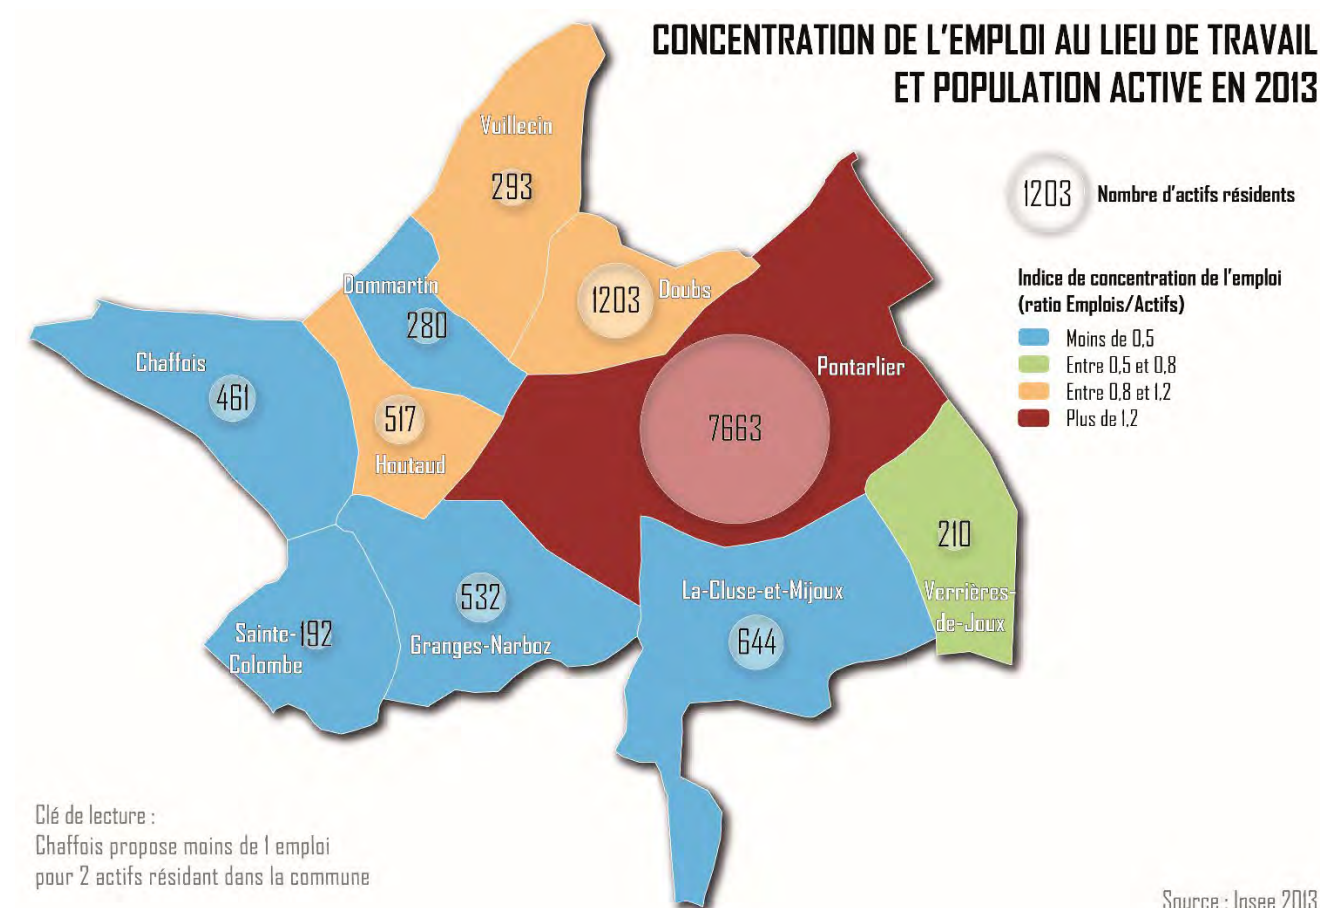 CONCENTRATION DE L'EMPLOI AU LIEU DE TRAVAIL
ET POPULATION ACTIVE EN 2013
Vuillecin
293
1203
Nombre d'actifs résidents
Dommartin
280
1203
Doubs
Indice de concentration de l'emploi
(ratio Emplois/Actifs)
Moins de 0,5
Entre 0,5 et 0,8
Entre 0,8 et 1,2
Plus de 1,2
Chaffois
461
517
Houtaud
Pontarlier
7663
210
Verrières-
de-Joux
La-Cluse-et-Mijoux
644
532
Granges-Narboz
Sainte-
Colombe
192
Clé de lecture :
Chaffois propose moins de 1 emploi
pour 2 actifs résidant dans la commune
Source : Insee 2013